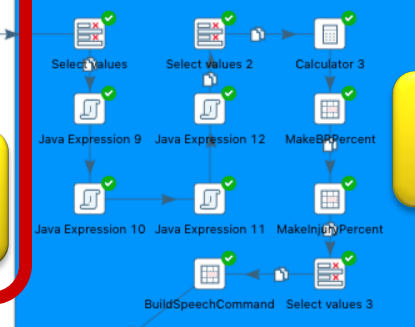 Select values
Select values 2
Calculator 3
Java Expression 9
Java Expression 12
MakeBRPercent
Java Expression 10
Java Expression 11
MakeInjuryPercent
BuildSpeechCommand
Select values 3